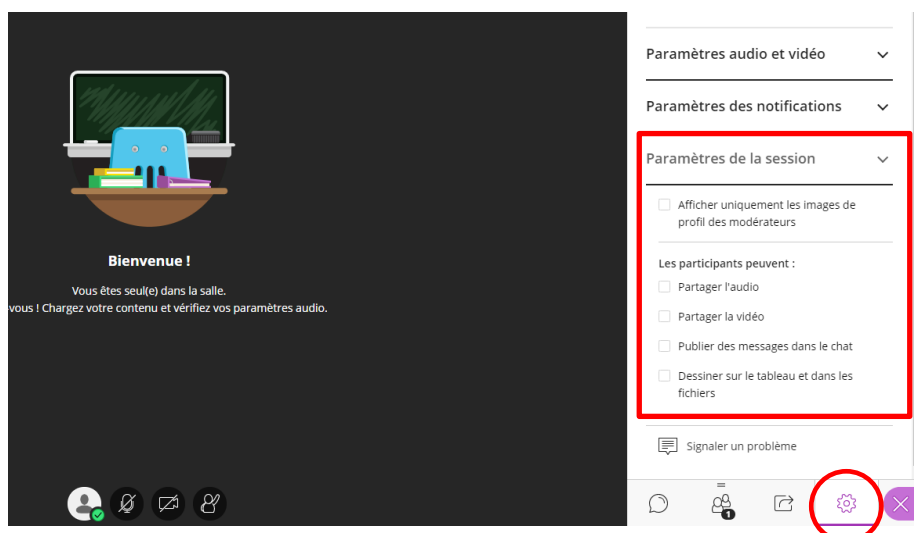 Bienvenue !
Vous êtes seul(e) dans la salle.
vous ! Chargez votre contenu et vérifiez vos paramètres audio.
Paramètres audio et vidéo
Paramètres des notifications
Paramètres de la session
Afficher uniquement les images de
profil des modérateurs
Les participants peuvent :
Partager l'audio
Partager la vidéo
Publier des messages dans le chat
Dessiner sur le tableau et dans les
fichiers
Signaler un problème
1